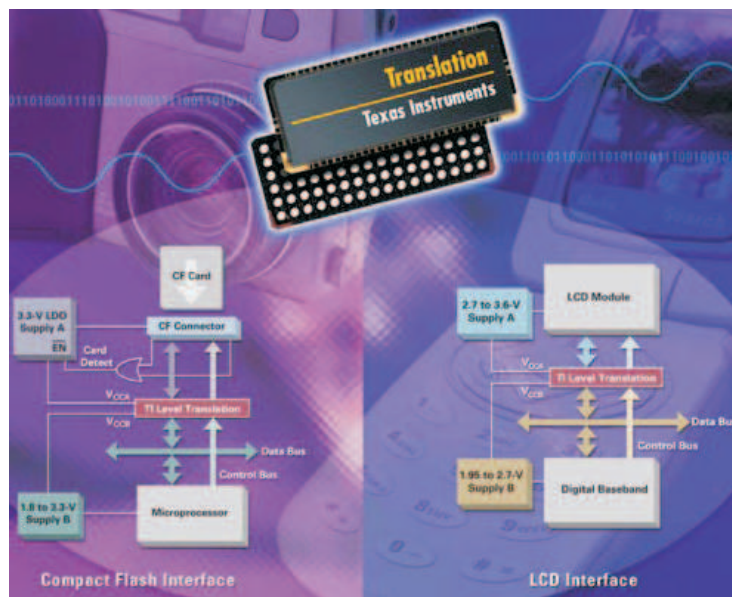 Translation
Texas Instruments
CF Card
3.3-V LDO
Supply A
EN
CF Connector
Card
Detect
VCCA
TI Level Translation
VCCB
Data Bus
Control Bus
1.8 to 3.3-V
Supply B
Microprocessor
Compact Flash Interface
2.7 to 3.6-V
Supply A
LCD Module
VCCA
TI Level Translation
VCCB
Data Bus
Control Bus
1.95 to 2.7-V
Supply B
Digital Baseband
LCD Interface